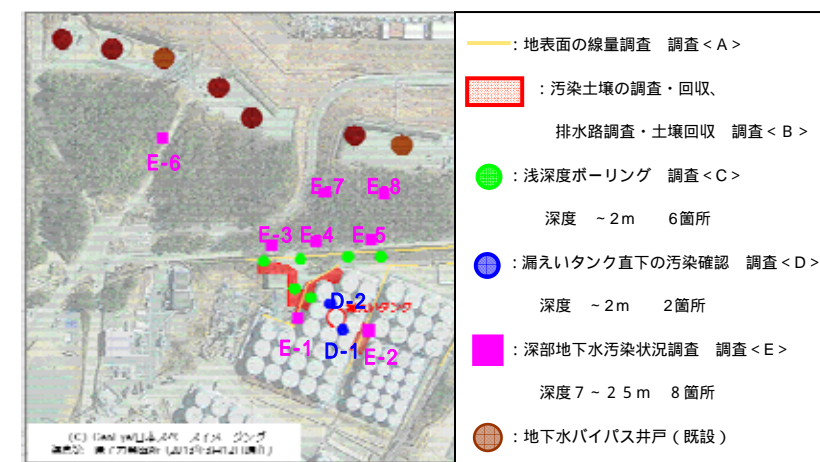 E-6
E-7 E-8
E-3 E-4 E-5
D-2
E-1 D-1 E-2
：地表面の線量調査　調査＜A＞
：汚染土壌の調査・回収、
排水路調査・土壌回収　調査＜B＞
：浅深度ボーリング　調査＜C＞
深度　~2m　6箇所
：漏えいタンク直下の汚染確認　調査＜D＞
深度　~2m　2箇所
：深部地下水汚染状況調査　調査＜E＞
深度7~25m　8箇所
：地下水バイパス井戸（既設）